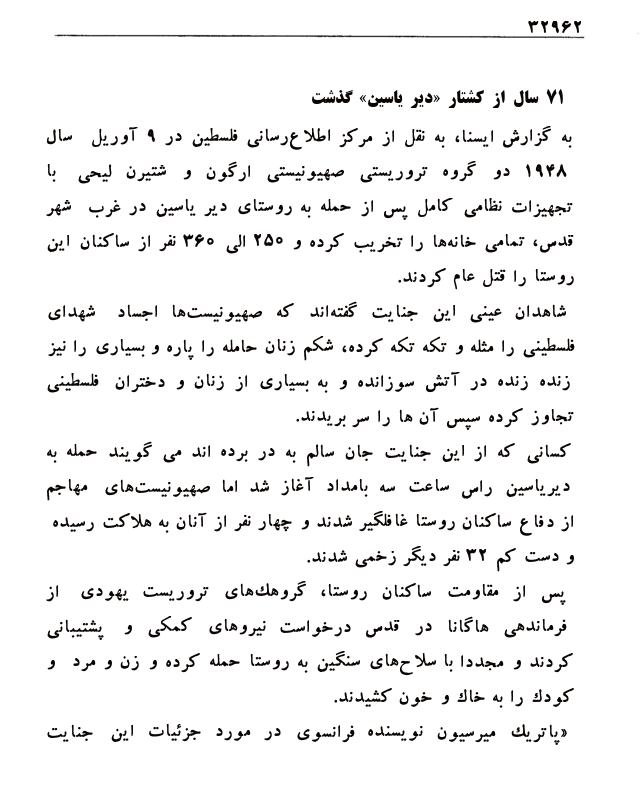 ۳۲۹۶۲
۷۱ سال از کشتار «دیر یاسین» گذشت
به گزارش ایسنا، به نقل از مرکز اطلاع‌رسانی فلسطین در ۹ آوریل سال
۱۹۴۸ دو گروه تروریستی صهیونیستی ارگون و شتیرن لیحی با
تجهیزات نظامی کامل پس از حمله به روستای دیر یاسین در غرب شهر
قدس، تمامی خانه‌ها را تخریب کرده و ۲۵۰ الی ۳۶۰ نفر از ساکنان این
روستا را قتل عام کردند.
شاهدان عینی این جنایت گفته‌اند که صهیونیست‌ها اجساد شهدای
فلسطینی را مثله و تکه تکه کرده، شکم زنان حامله را پاره و بسیاری را نیز
زنده زنده در آتش سوزانده و به بسیاری از زنان و دختران فلسطینی
تجاوز کرده سپس آن ها را سر بریدند.
کسانی که از این جنایت جان سالم به در برده اند می گویند حمله به
دیریاسین راس ساعت سه بامداد آغاز شد اما صهیونیست‌های مهاجم
از دفاع ساکنان روستا غافلگیر شدند و چهار نفر از آنان به هلاکت رسیده
و دست کم ۳۲ نفر دیگر زخمی شدند.
پس از مقاومت ساکنان روستا، گروهك‌های تروریست یهودی از
فرماندهی هاگانا در قدس درخواست نیروهای کمکی و پشتیبانی
کردند و مجددا با سلاح‌های سنگین به روستا حمله کرده و زن و مرد و
کودك را به خاك و خون کشیدند.
«پاتریك میرسیون نویسنده فرانسوی در مورد جزئیات این جنایت